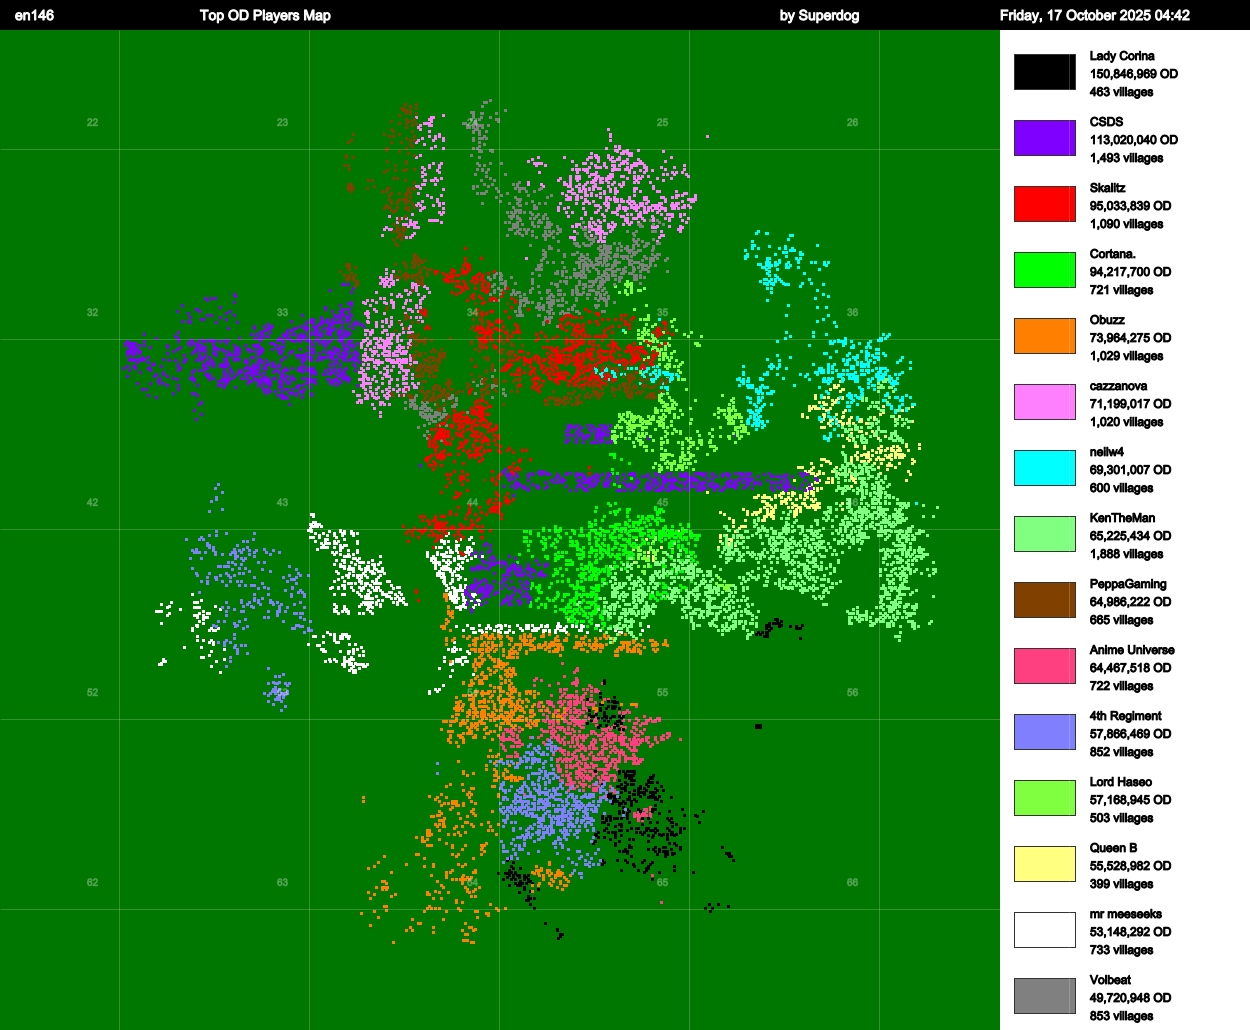 en146 Top OD Players Map by Superdog Friday, 17 October 2025 04:42
Lady Corina
150,846,969 OD
463 villages
CSDS
113,020,040 OD
1,493 villages
Skalitz
95,033,839 OD
1,090 villages
Cortana.
94,217,700 OD
721 villages
Obuzz
73,964,275 OD
1,029 villages
cazzanova
71,199,017 OD
1,020 villages
neilw4
69,301,007 OD
600 villages
KenTheMan
65,225,434 OD
1,888 villages
PeppaGaming
64,986,222 OD
665 villages
Anime Universe
64,467,518 OD
722 villages
4th Regiment
57,866,469 OD
852 villages
Lord Haseo
57,168,945 OD
503 villages
Queen B
55,528,982 OD
399 villages
mr meeseeks
53,148,292 OD
733 villages
Volbeat
49,720,948 OD
853 villages
22 23 25 26
32 33 34 35 36
42 43 44 45
52 55 56
62 63 64 65 66